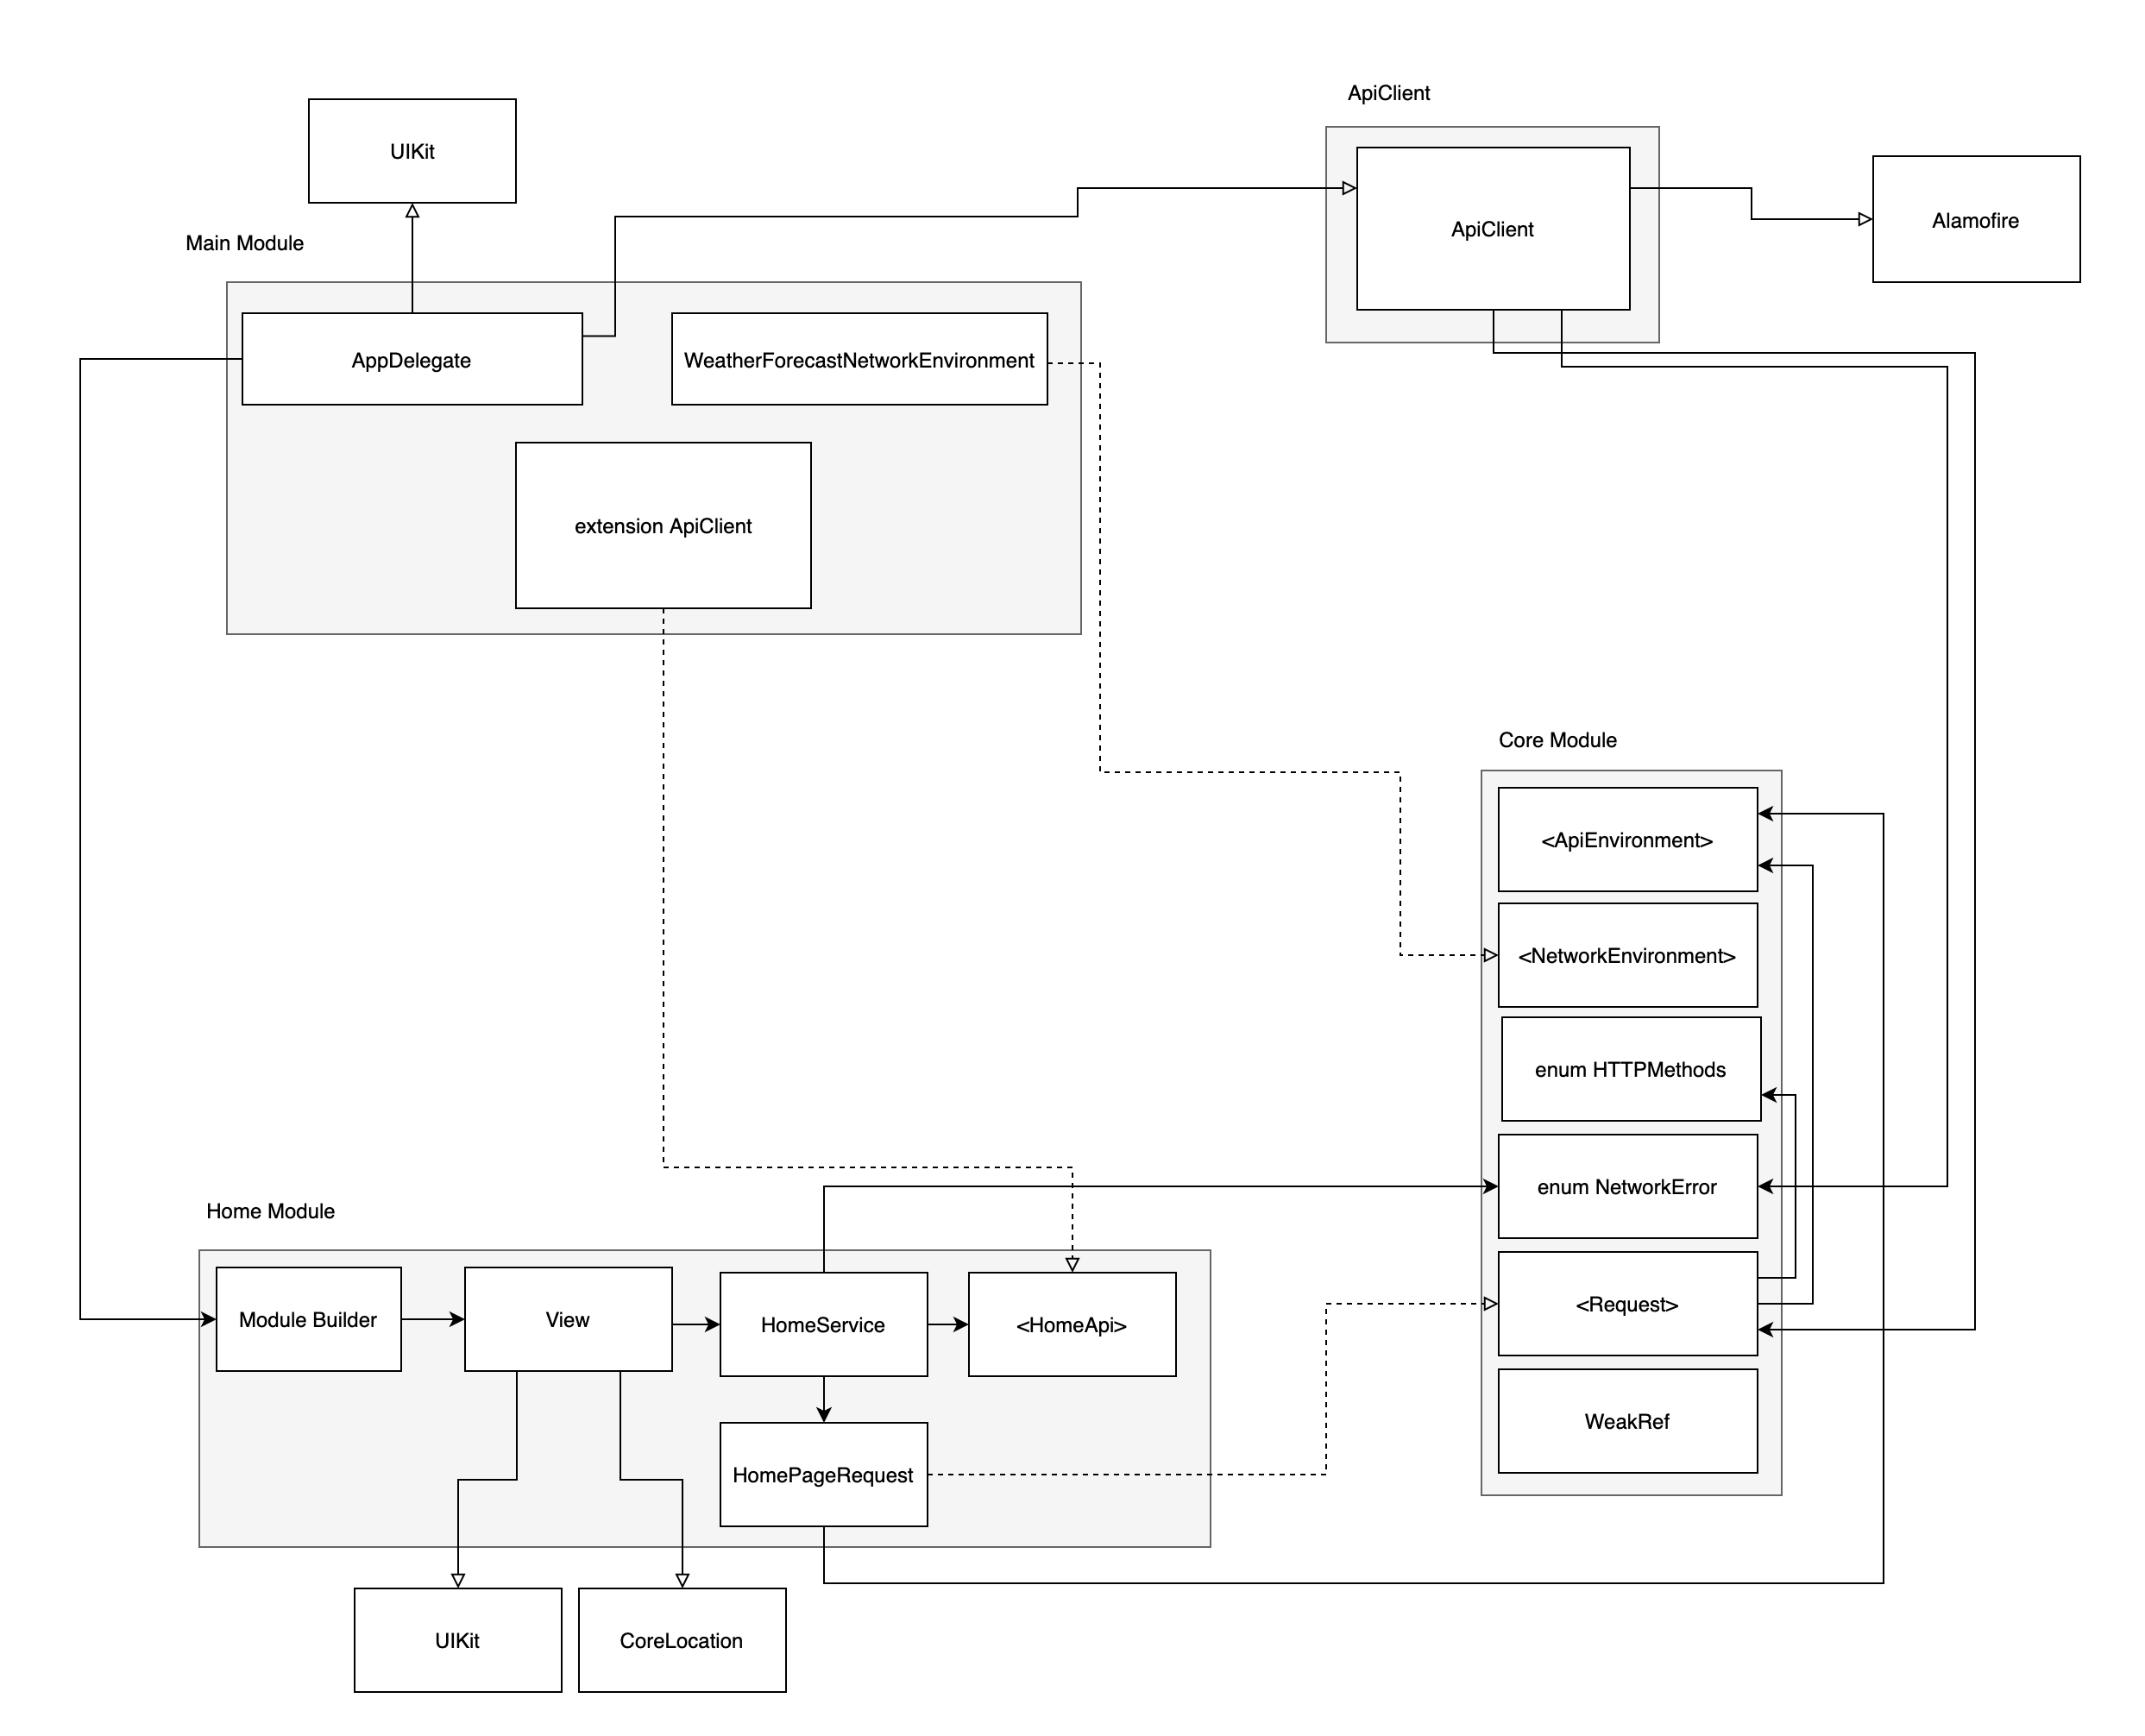 ApiClient
UIKit
ApiClient
Alamofire
Main Module
AppDelegate
WeatherForecastNetworkEnvironment
extension ApiClient
Core Module
<ApiEnvironment>
<NetworkEnvironment>
enum HTTPMethods
enum NetworkError
<Request>
WeakRef
Home Module
Module Builder
View
HomeService
<HomeApi>
HomePageRequest
UIKit
CoreLocation